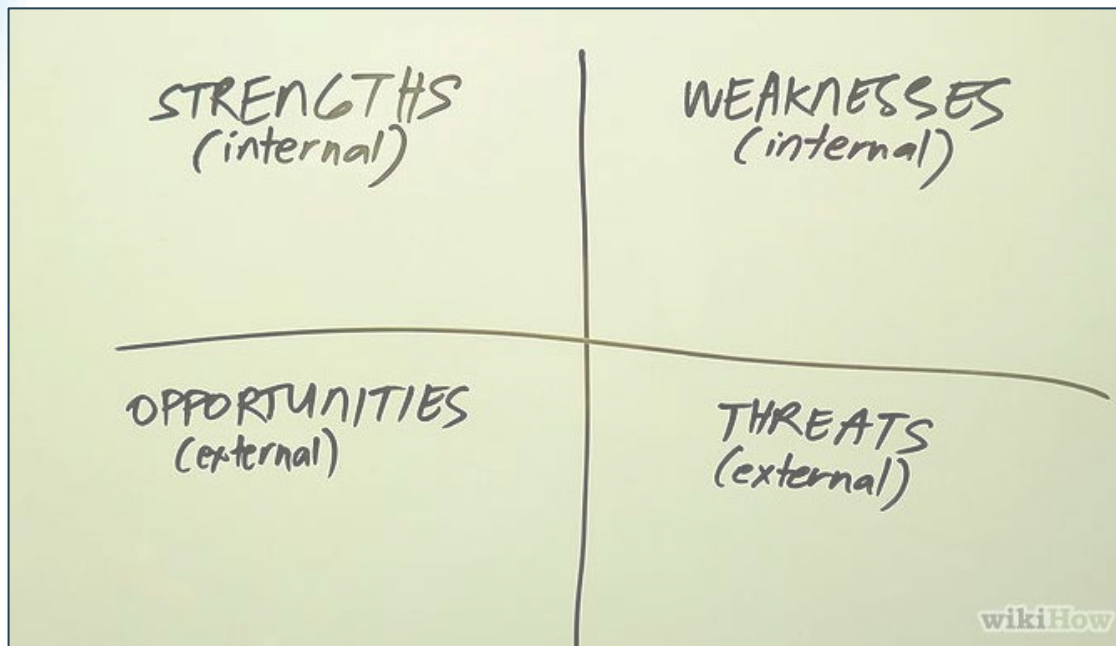 STRENGTHS
(internal)
WEAKNESSES
(internal)
OPPORTUNITIES
(external)
THREATS
(external)
wikiHow